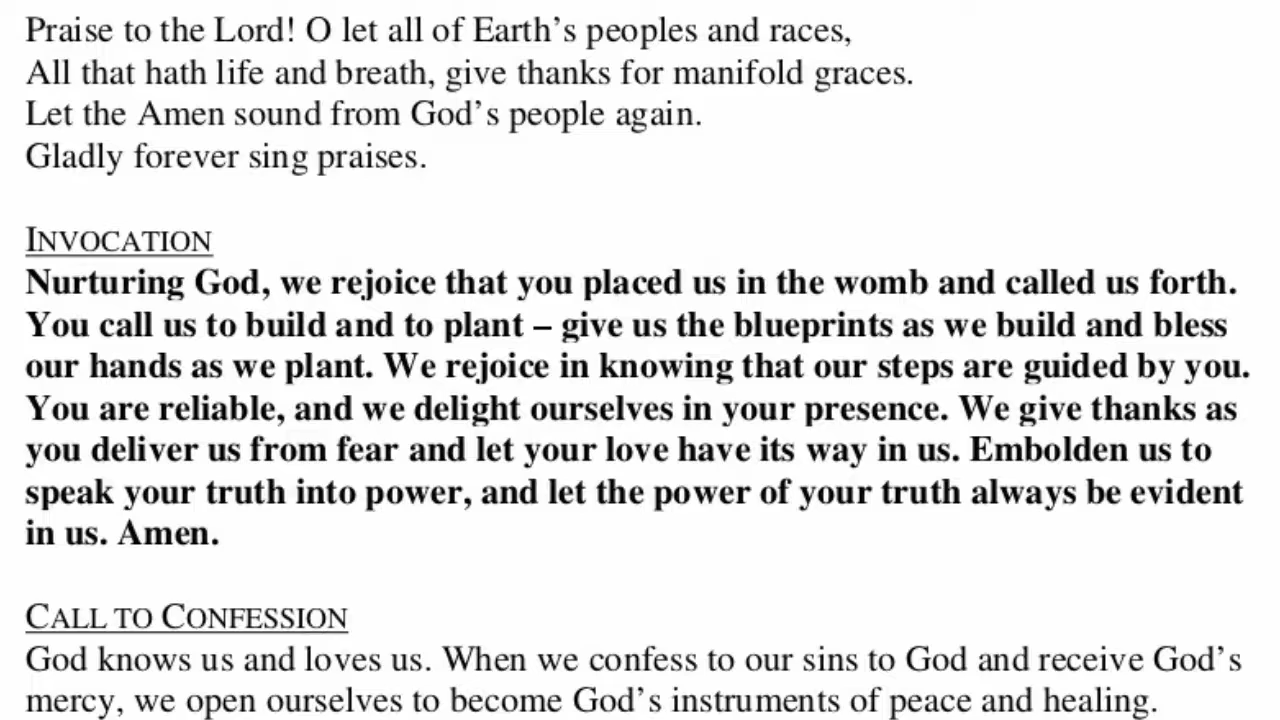 Praise to the Lord! O let all of Earth’s peoples and races,
All that hath life and breath, give thanks for manifold graces.
Let the Amen sound from God’s people again.
Gladly forever sing praises.
INVOCATION
Nurturing God, we rejoice that you placed us in the womb and called us forth.
You call us to build and to plant – give us the blueprints as we build and bless
our hands as we plant. We rejoice in knowing that our steps are guided by you.
You are reliable, and we delight ourselves in your presence. We give thanks as
you deliver us from fear and let your love have its way in us. Embolden us to
speak your truth into power, and let the power of your truth always be evident
in us. Amen.
CALL TO CONFESSION
God knows us and loves us. When we confess to our sins to God and receive God’s
mercy, we open ourselves to become God’s instruments of peace and healing.